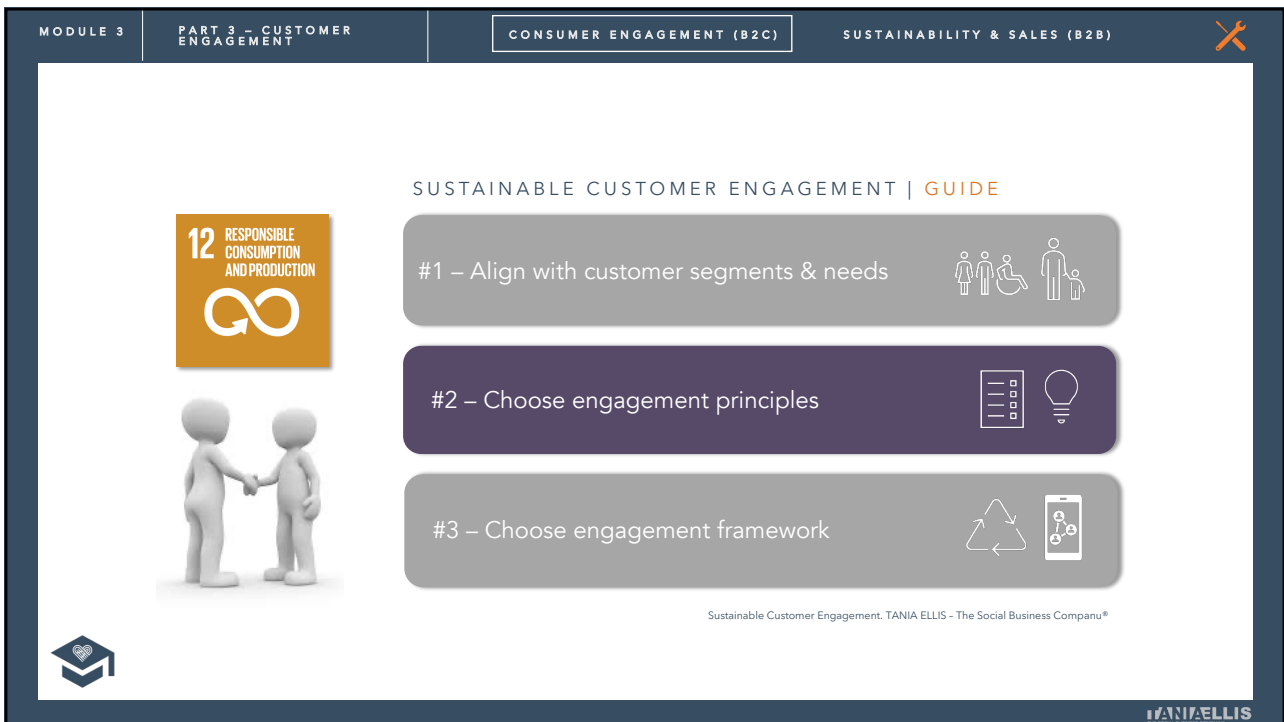 MODULE 3
PART 3 – CUSTOMER
ENGAGEMENT
CONSUMER ENGAGEMENT (B2C)
SUSTAINABILITY & SALES (B2B)
SUSTAINABLE CUSTOMER ENGAGEMENT | GUIDE
12 RESPONSIBLE
CONSUMPTION
AND PRODUCTION
#1 – Align with customer segments & needs
#2 – Choose engagement principles
#3 – Choose engagement framework
Sustainable Customer Engagement. TANIA ELLIS – The Social Business Companu®
TANIAELLIS